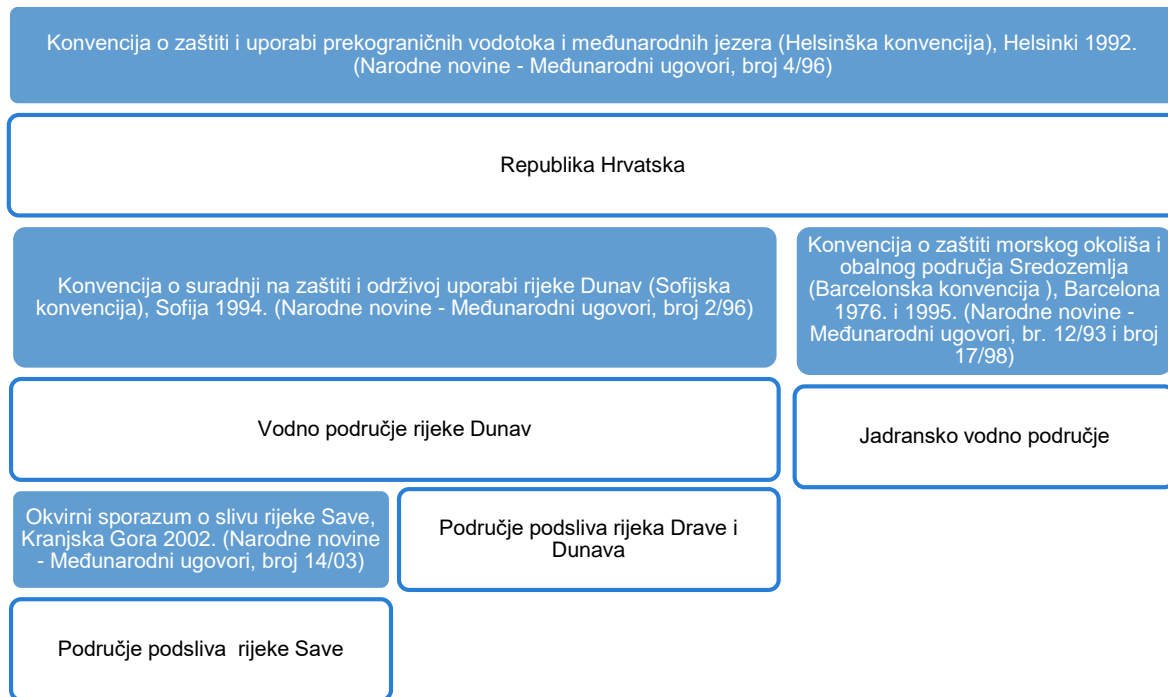 Konvencija o zaštiti i uporabi prekograničnih vodotoka i međunarodnih jezera (Helsinška konvencija), Helsinki 1992.
(Narodne novine - Međunarodni ugovori, broj 4/96)
Republika Hrvatska
Konvencija o suradnji na zaštiti i održivoj uporabi rijeke Dunav (Sofijska
konvencija), Sofija 1994. (Narodne novine - Međunarodni ugovori, broj 2/96)
Konvencija o zaštiti morskog okoliša i
obalnog područja Sredozemlja
(Barcelonska konvencija ), Barcelona
1976. i 1995. (Narodne novine -
Međunarodni ugovori, br. 12/93 i broj
17/98)
Vodno područje rijeke Dunav
Jadransko vodno područje
Okvirni sporazum o slivu rijeke Save,
Kranjska Gora 2002. (Narodne novine
- Međunarodni ugovori, broj 14/03)
Područje podsliva rijeka Drave i
Dunava
Područje podsliva  rijeke Save